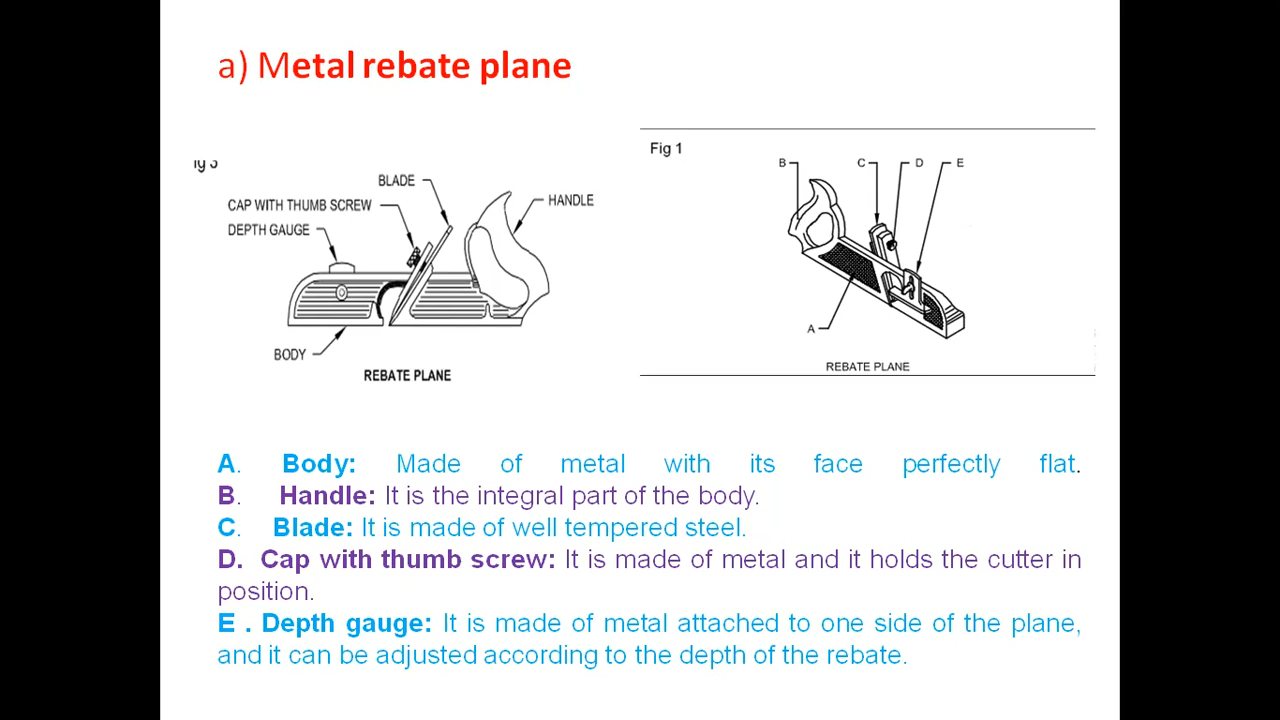 a) Metal rebate plane
BLADE
CAP WITH THUMB SCREW
HANDLE
DEPTH GAUGE
BODY
REBATE PLANE
Fig 1
B C D E
A
REBATE PLANE
A. Body: Made of metal with its face perfectly flat.
B. Handle: It is the integral part of the body.
C. Blade: It is made of well tempered steel.
D. Cap with thumb screw: It is made of metal and it holds the cutter in
position.
E . Depth gauge: It is made of metal attached to one side of the plane,
and it can be adjusted according to the depth of the rebate.